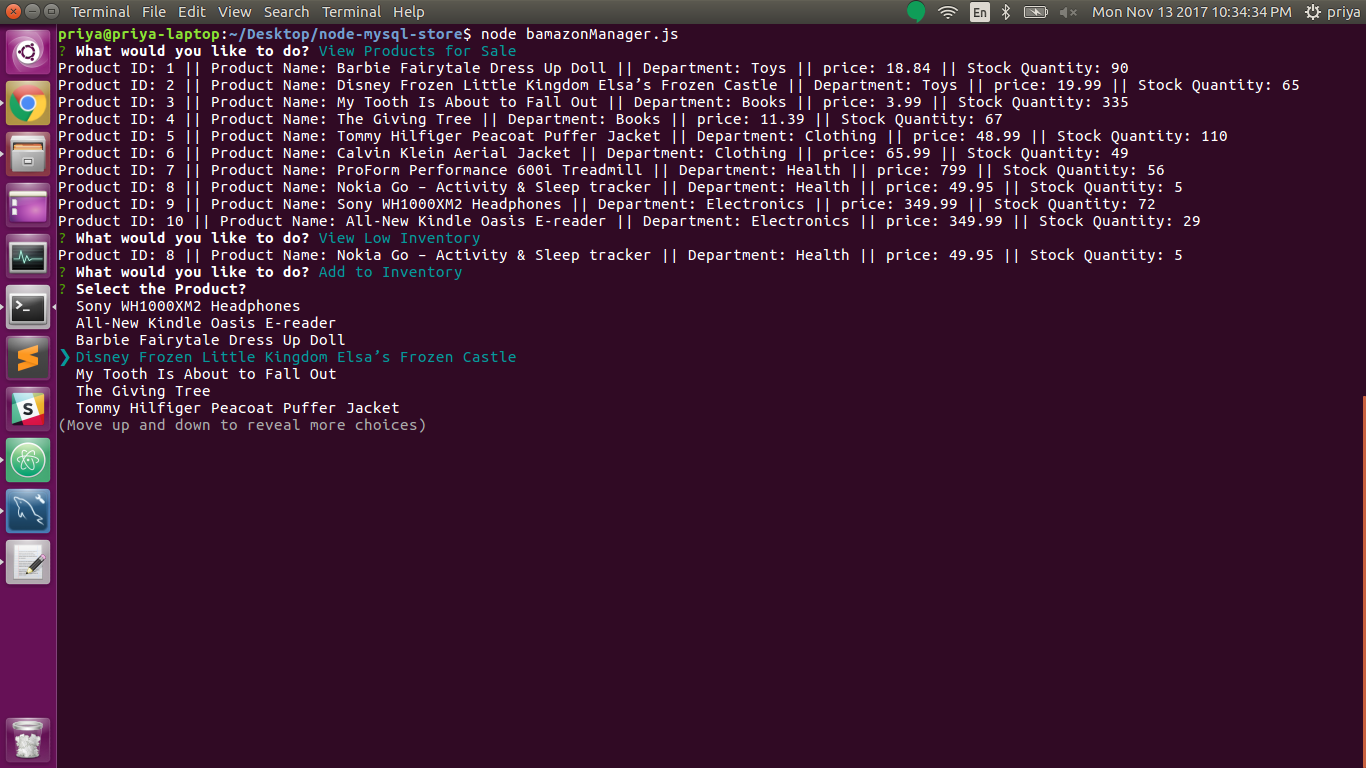 Terminal File Edit View Search Terminal Help En Mon Nov 13 2017 10:34:34 PM priya
priya@priya-laptop:~/Desktop/node-mysql-store$ node bamazonManager.js
? What would you like to do? View Products for Sale
Product ID: 1 || Product Name: Barbie Fairytale Dress Up Doll || Department: Toys || price: 18.84 || Stock Quantity: 90
Product ID: 2 || Product Name: Disney Frozen Little Kingdom Elsa’s Frozen Castle || Department: Toys || price: 19.99 || Stock Quantity: 65
Product ID: 3 || Product Name: My Tooth Is About to Fall Out || Department: Books || price: 3.99 || Stock Quantity: 335
Product ID: 4 || Product Name: The Giving Tree || Department: Books || price: 11.39 || Stock Quantity: 67
Product ID: 5 || Product Name: Tommy Hilfiger Peacoat Puffer Jacket || Department: Clothing || price: 48.99 || Stock Quantity: 110
Product ID: 6 || Product Name: Calvin Klein Aerial Jacket || Department: Clothing || price: 65.99 || Stock Quantity: 49
Product ID: 7 || Product Name: ProForm Performance 600i Treadmill || Department: Health || price: 799 || Stock Quantity: 56
Product ID: 8 || Product Name: Nokia Go – Activity & Sleep tracker || Department: Health || price: 49.95 || Stock Quantity: 5
Product ID: 9 || Product Name: Sony WH1000XM2 Headphones || Department: Electronics || price: 349.99 || Stock Quantity: 72
Product ID: 10 || Product Name: All-New Kindle Oasis E-reader || Department: Electronics || price: 349.99 || Stock Quantity: 29
? What would you like to do? View Low Inventory
Product ID: 8 || Product Name: Nokia Go – Activity & Sleep tracker || Department: Health || price: 49.95 || Stock Quantity: 5
? What would you like to do? Add to Inventory
? Select the Product?
Sony WH1000XM2 Headphones
All-New Kindle Oasis E-reader
Barbie Fairytale Dress Up Doll
❯ Disney Frozen Little Kingdom Elsa’s Frozen Castle
My Tooth Is About to Fall Out
The Giving Tree
Tommy Hilfiger Peacoat Puffer Jacket
(Move up and down to reveal more choices)